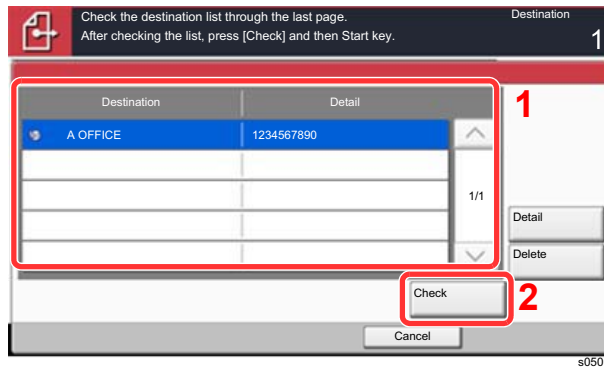 Check the destination list through the last page.
After checking the list, press [Check] and then Start key.
Destination
1
Destination Detail
1
A OFFICE 1234567890
1/1
Detail
Delete
Check
2
Cancel
s050